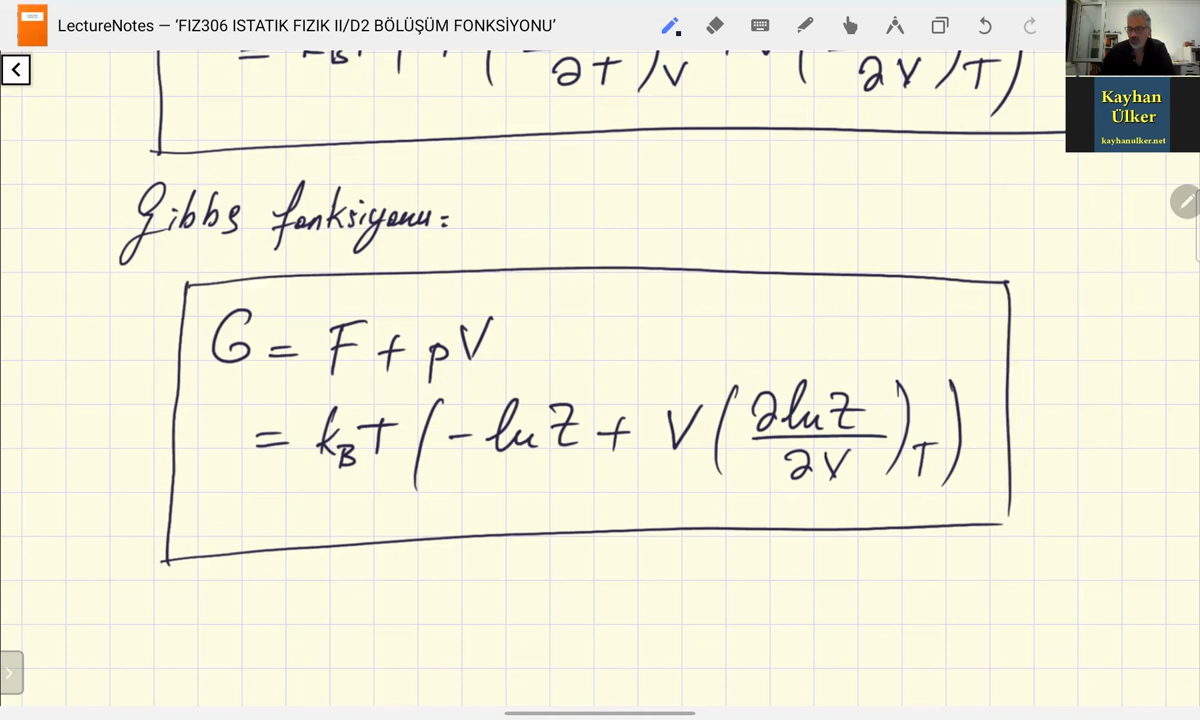 LectureNotes — ‘FIZ306 ISTATIK FIZIK II/D2 BÖLÜŞÜM FONKSİYONU’
Kayhan
Ülker
kayhanulker.net
∂T )V ∂V )T )
Gibbs fonksiyonu:
G = F + pV
= k_B T ( - ln Z + V ( ∂ ln Z / ∂V )_T )